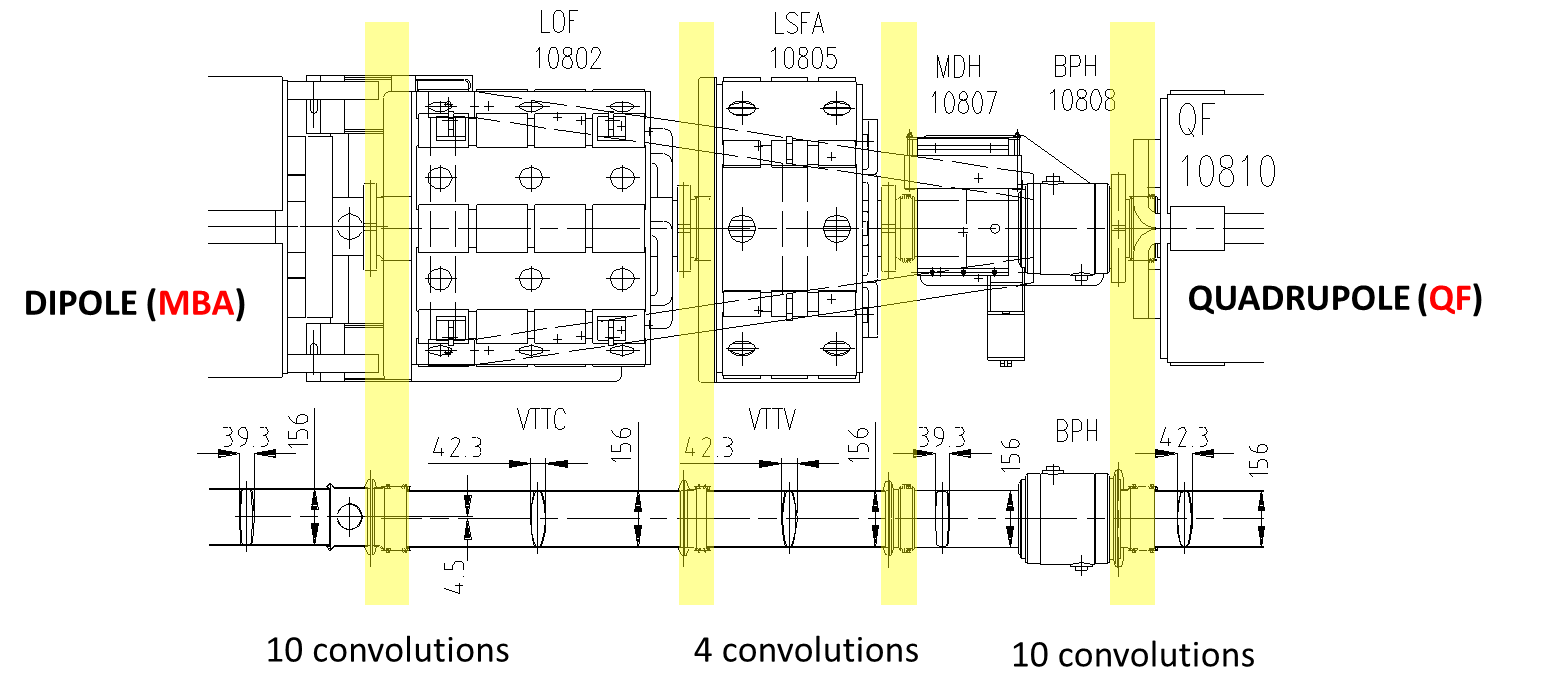 LOF
10802
LSFA
10805
MDH
10807
BPH
10808
QF
10810
DIPOLE (MBA)
QUADRUPOLE (QF)
39.3
156
42.3
VTTC
156
42.3
VTTV
156
39.3
156
BPH
42.3
156
4.5
10 convolutions
4 convolutions
10 convolutions